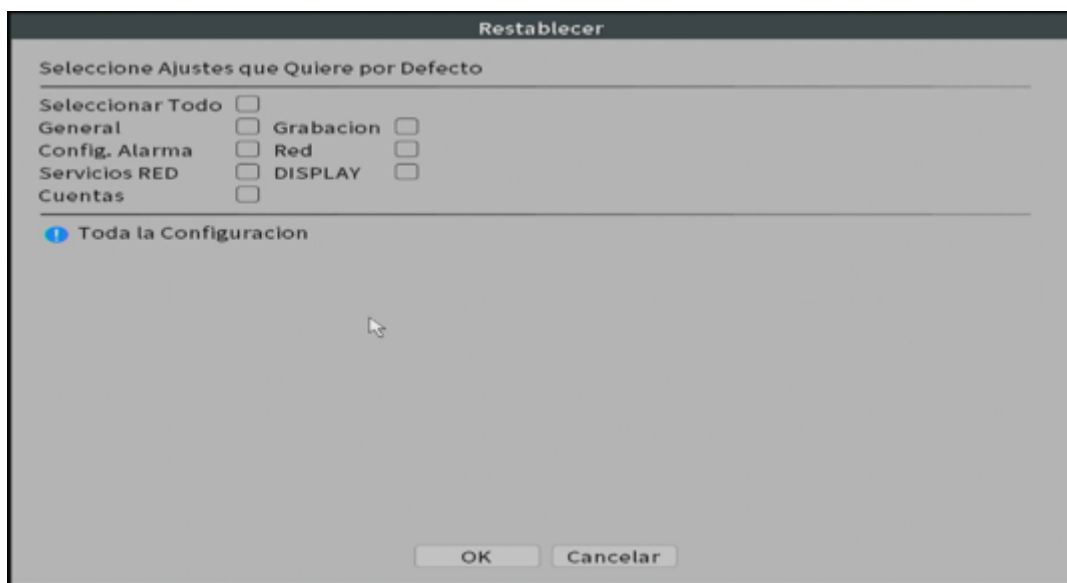 Restablecer
Seleccione Ajustes que Quiere por Defecto
Seleccionar Todo
General Grabacion
Config. Alarma Red
Servicios RED DISPLAY
Cuentas
Toda la Configuracion
OK Cancelar